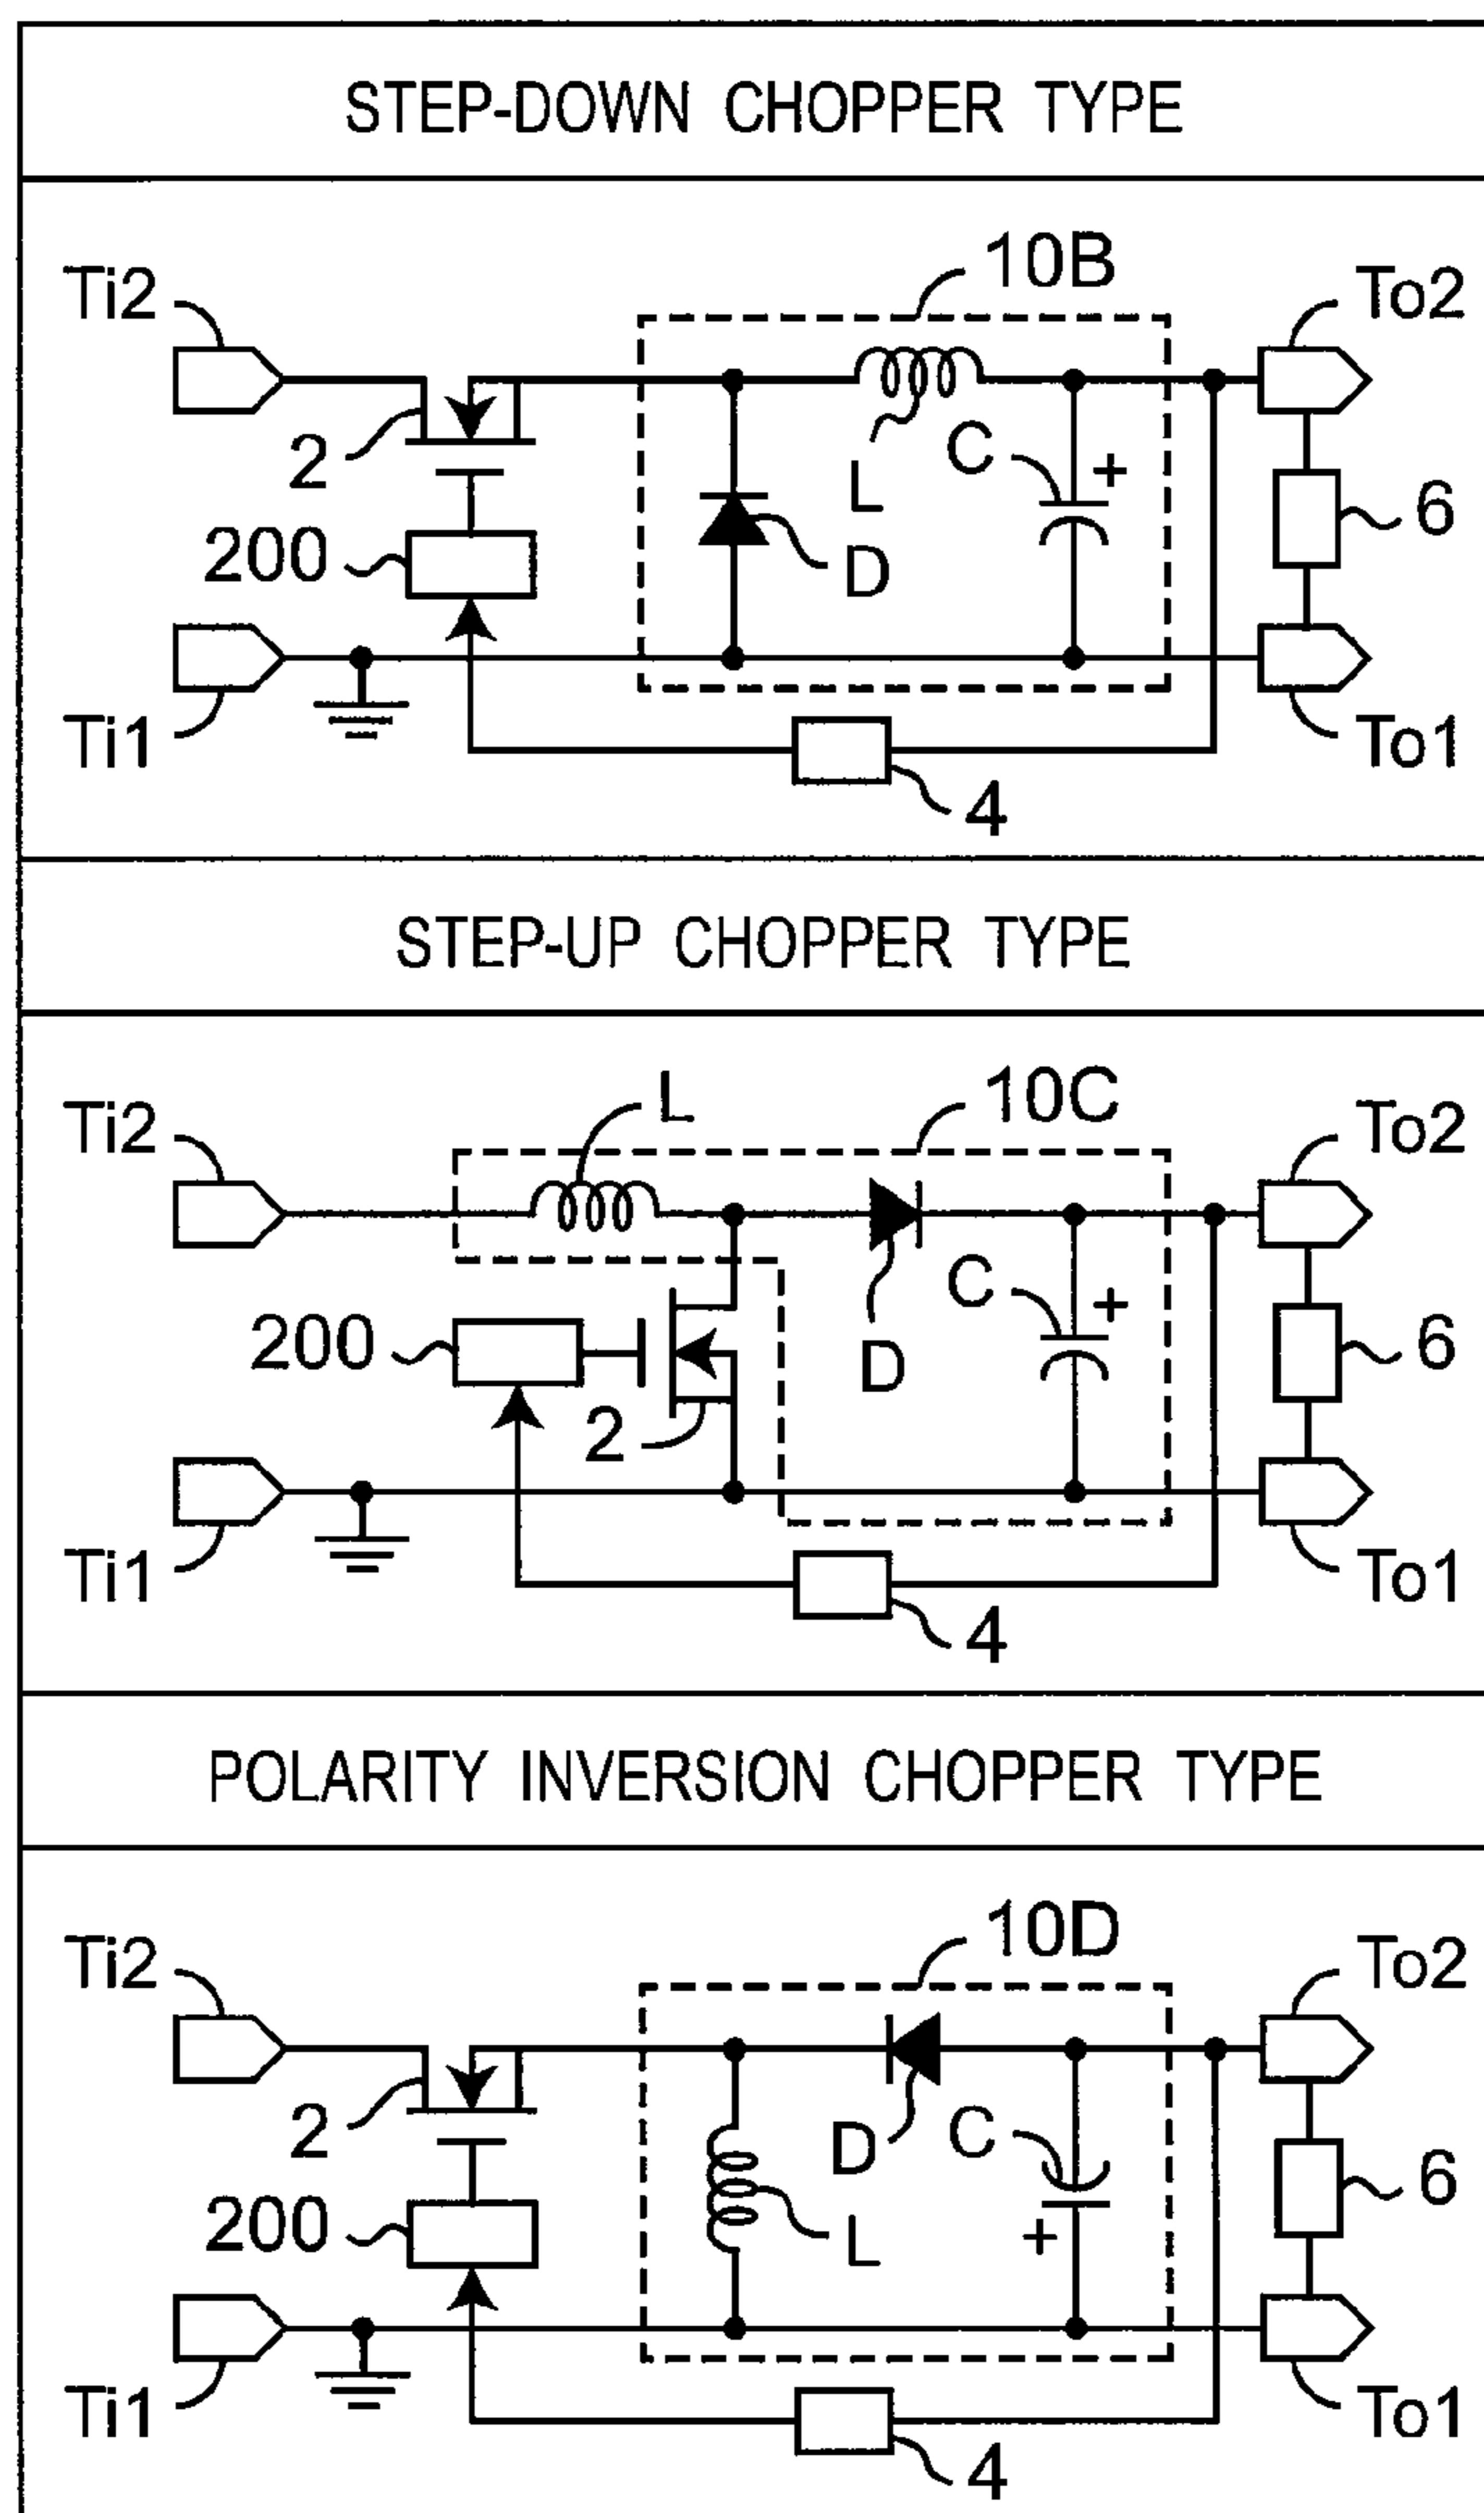 STEP-DOWN CHOPPER TYPE
10B
Ti2
To2
2
C
+
L
6
200
D
Ti1
To1
4
STEP-UP CHOPPER TYPE
L
10C
Ti2
To2
C
+
200
D
6
2
Ti1
To1
4
POLARITY INVERSION CHOPPER TYPE
10D
Ti2
To2
2
D
C
6
200
L
+
Ti1
To1
4